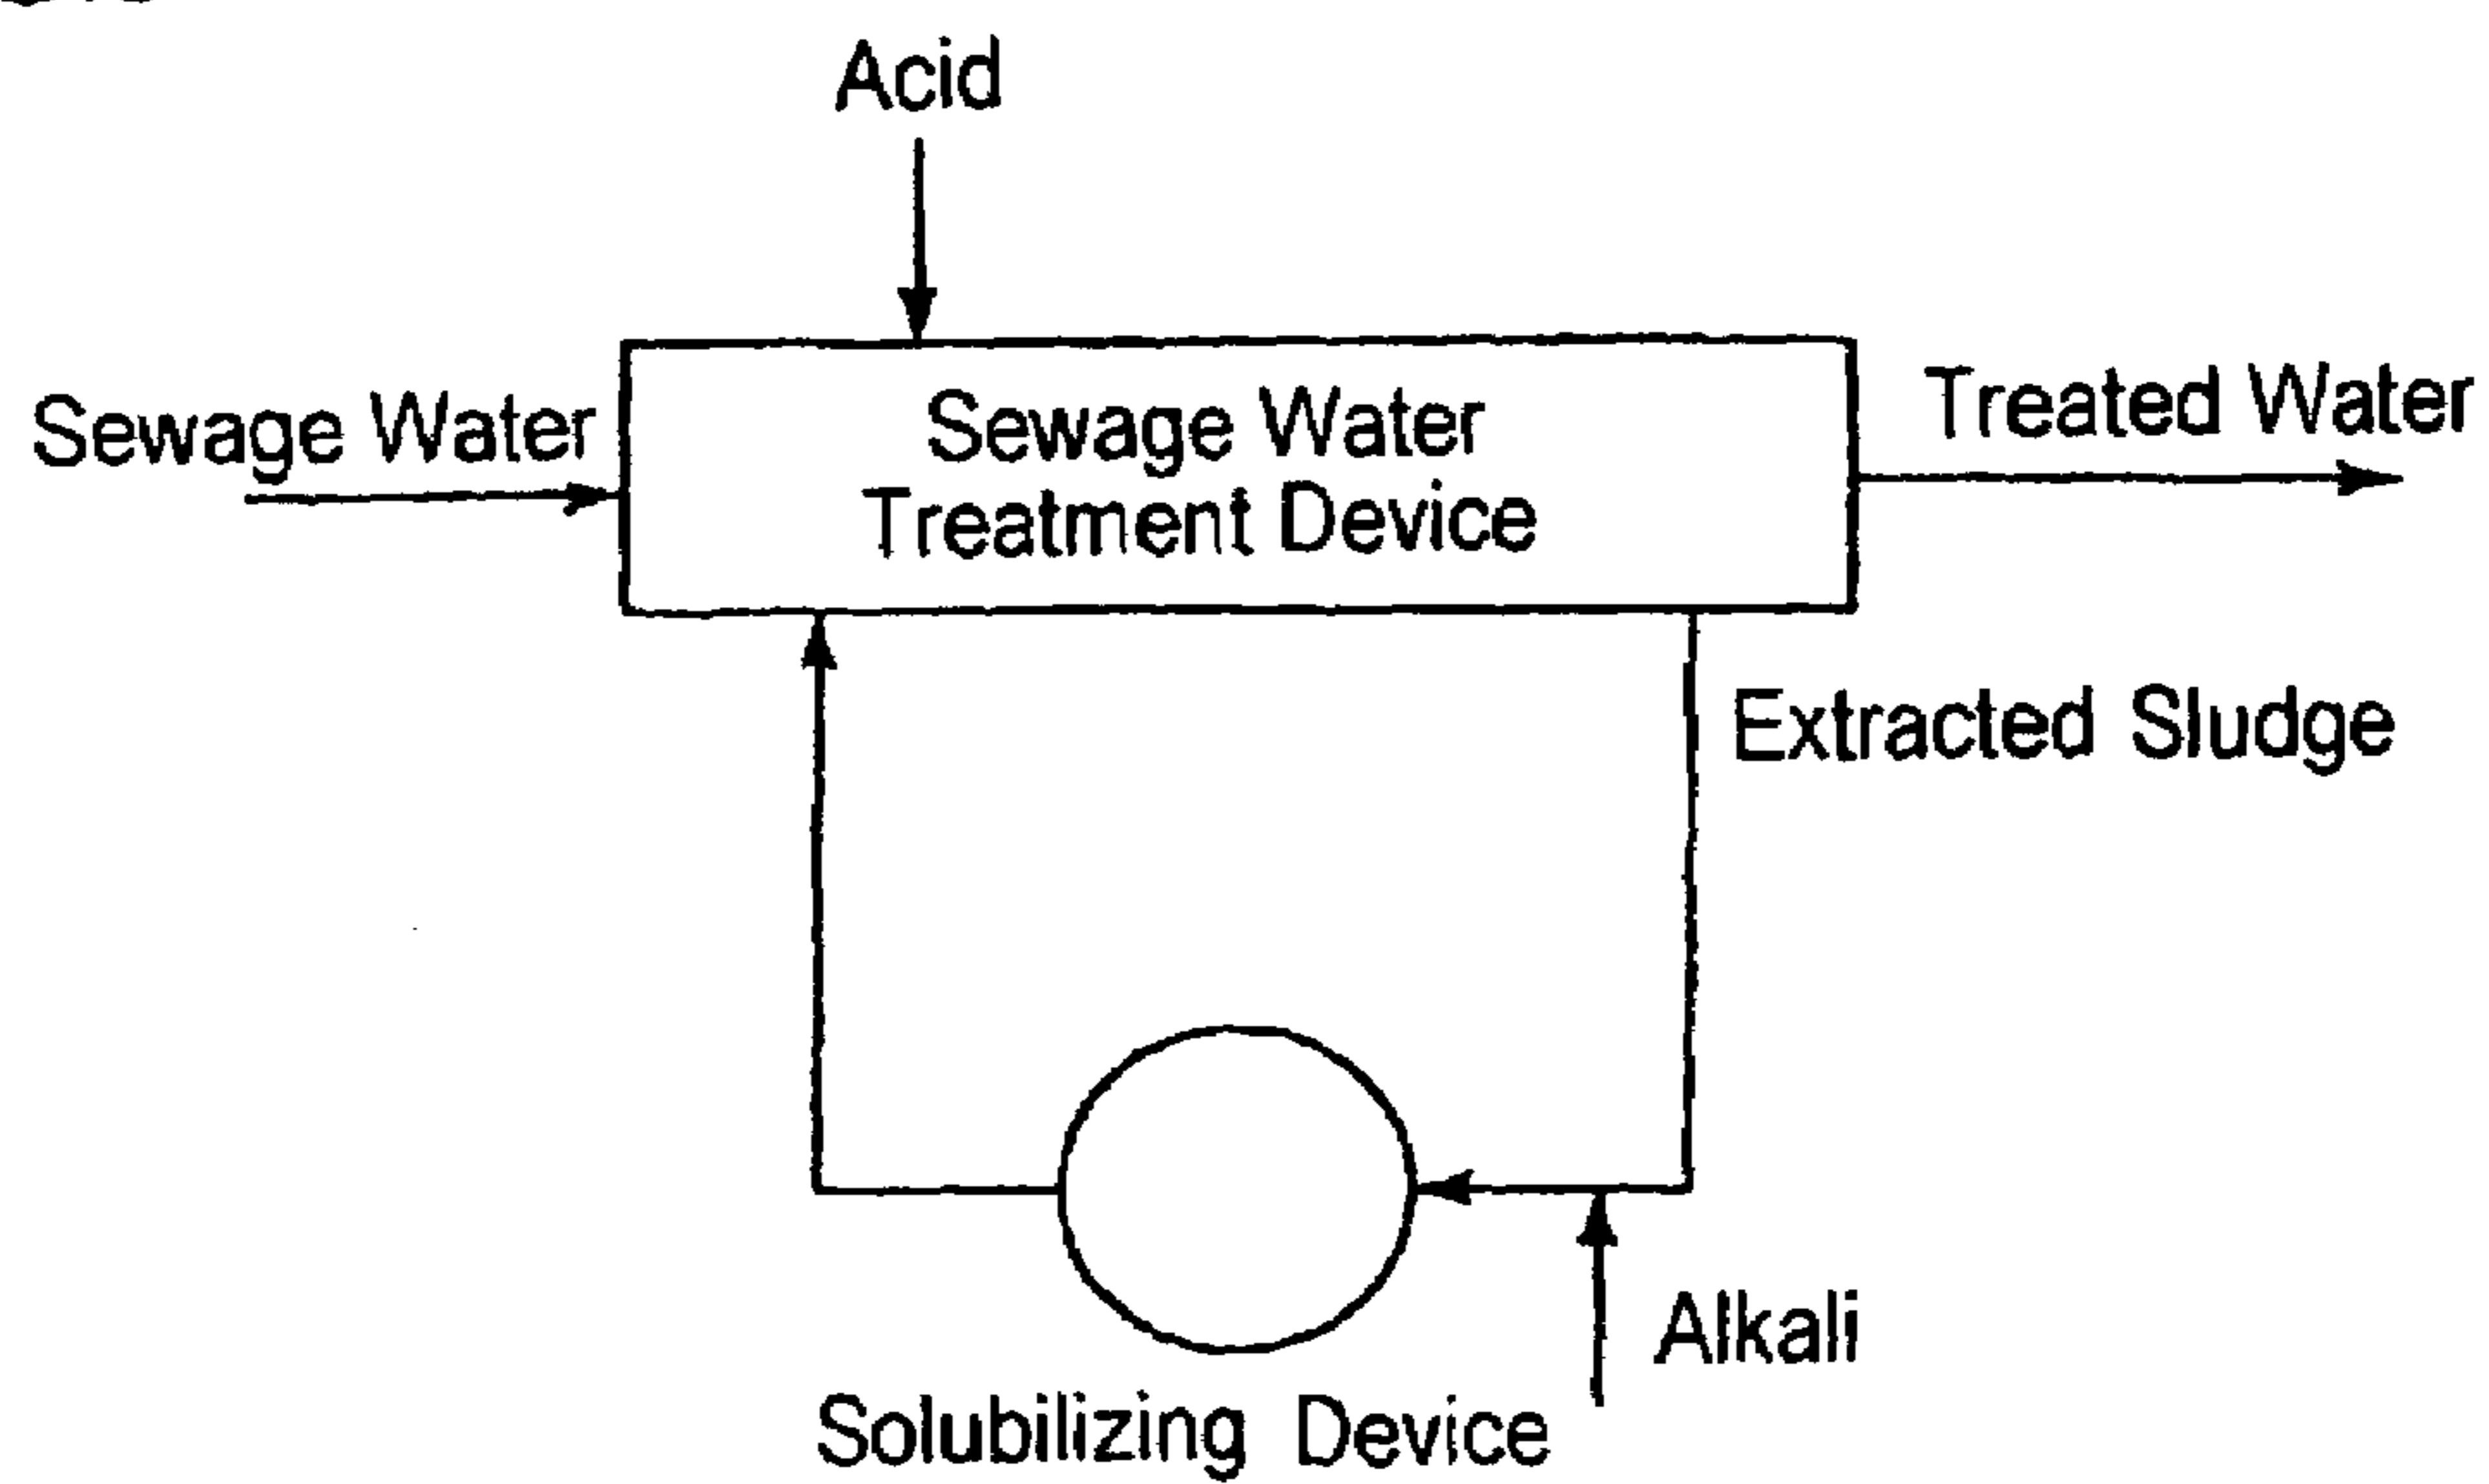 Acid
Sewage Water
Sewage Water
Treatment Device
Treated Water
Extracted Sludge
Alkali
Solubilizing Device